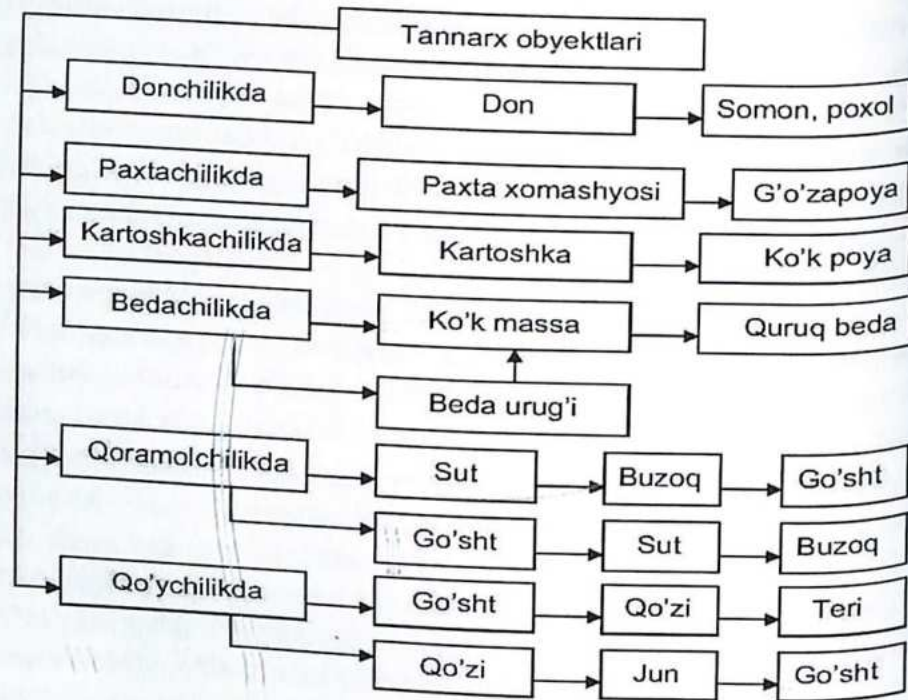 Tannarx obyektlari
Donchilikda Don Somon, poxol
Paxtachilikda Paxta xomashyosi G'o'zapoya
Kartoshkachilikda Kartoshka Ko'k poya
Bedachilikda Ko'k massa Quruq beda
Beda urug'i
Qoramolchilikda Sut Buzoq Go'sht
Go'sht Sut Buzoq
Qo'ychilikda Go'sht Qo'zi Teri
Qo'zi Jun Go'sht